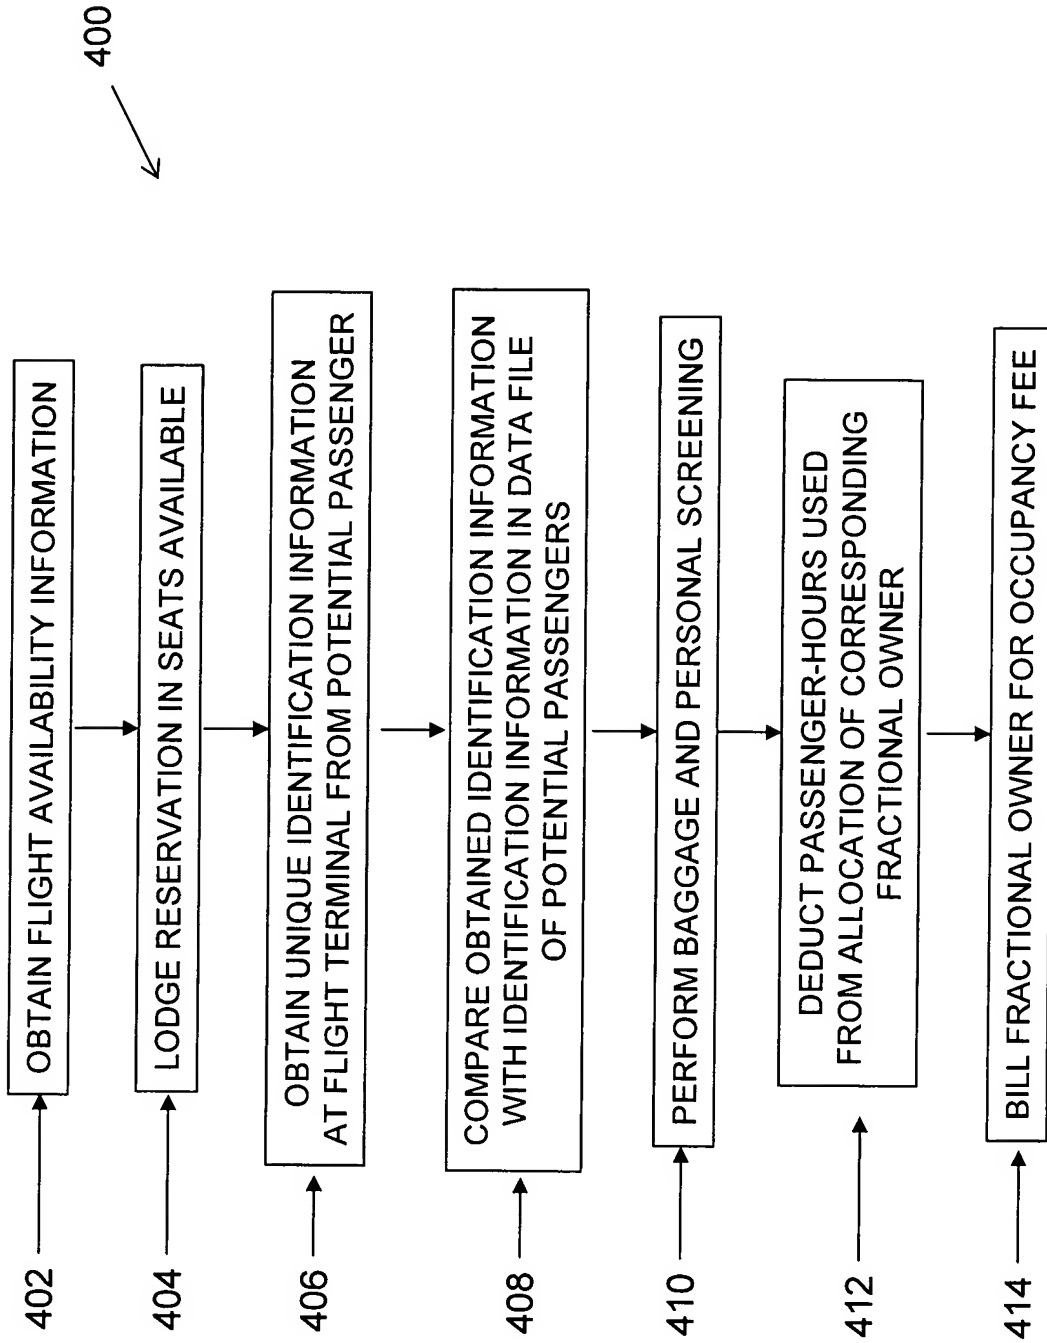 400
402
OBTAIN FLIGHT AVAILABILITY INFORMATION
404
LODGE RESERVATION IN SEATS AVAILABLE
406
OBTAIN UNIQUE IDENTIFICATION INFORMATION
AT FLIGHT TERMINAL FROM POTENTIAL PASSENGER
408
COMPARE OBTAINED IDENTIFICATION INFORMATION
WITH IDENTIFICATION INFORMATION IN DATA FILE
OF POTENTIAL PASSENGERS
410
PERFORM BAGGAGE AND PERSONAL SCREENING
412
DEDUCT PASSENGER-HOURS USED
FROM ALLOCATION OF CORRESPONDING
FRACTIONAL OWNER
414
BILL FRACTIONAL OWNER FOR OCCUPANCY FEE